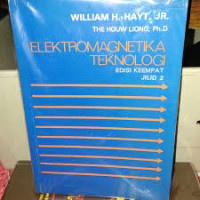 WILLIAM H. HAYT, JR.
THE HOUW LIONG, Ph.D
ELEKTROMAGNETIKA
TEKNOLOGI
EDISI KEEMPAT
JILID 2